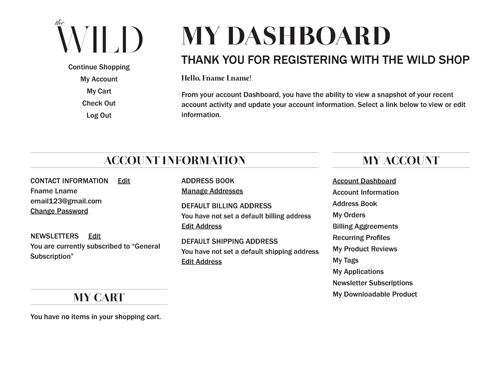 the
WILD
Continue Shopping
My Account
My Cart
Check Out
Log Out
MY DASHBOARD
THANK YOU FOR REGISTERING WITH THE WILD SHOP
Hello, Fname Lname!
From your account Dashboard, you have the ability to view a snapshot of your recent
account activity and update your account information. Select a link below to view or edit
information.
ACCOUNT INFORMATION
CONTACT INFORMATION Edit
Fname Lname
email123@gmail.com
Change Password
NEWSLETTERS Edit
You are currently subscribed to “General
Subscription”
ADDRESS BOOK
Manage Addresses
DEFAULT BILLING ADDRESS
You have not set a default billing address
Edit Address
DEFAULT SHIPPING ADDRESS
You have not set a default shipping address
Edit Address
MY ACCOUNT
Account Dashboard
Account Information
Address Book
My Orders
Billing Aggreements
Recurring Profiles
My Product Reviews
My Tags
My Applications
Newsletter Subscriptions
My Downloadable Product
MY CART
You have no items in your shopping cart.